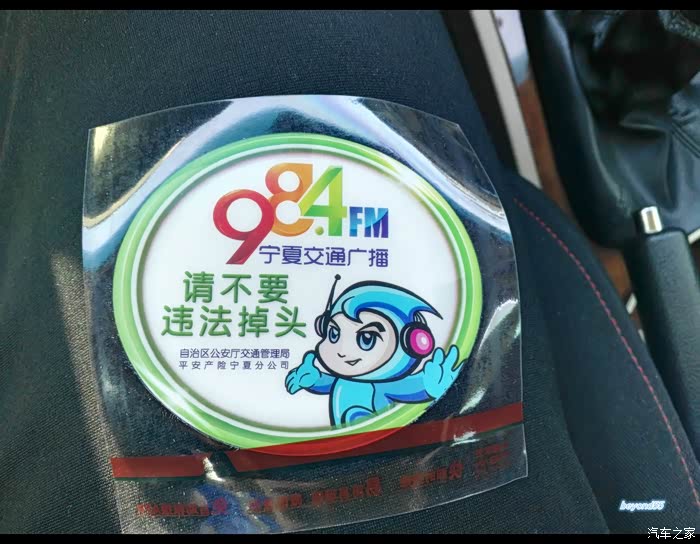 98.4FM
宁夏交通广播
请不要
违法掉头
自治区公安厅交通管理局
平安产险宁夏分公司
beyond55
汽车之家